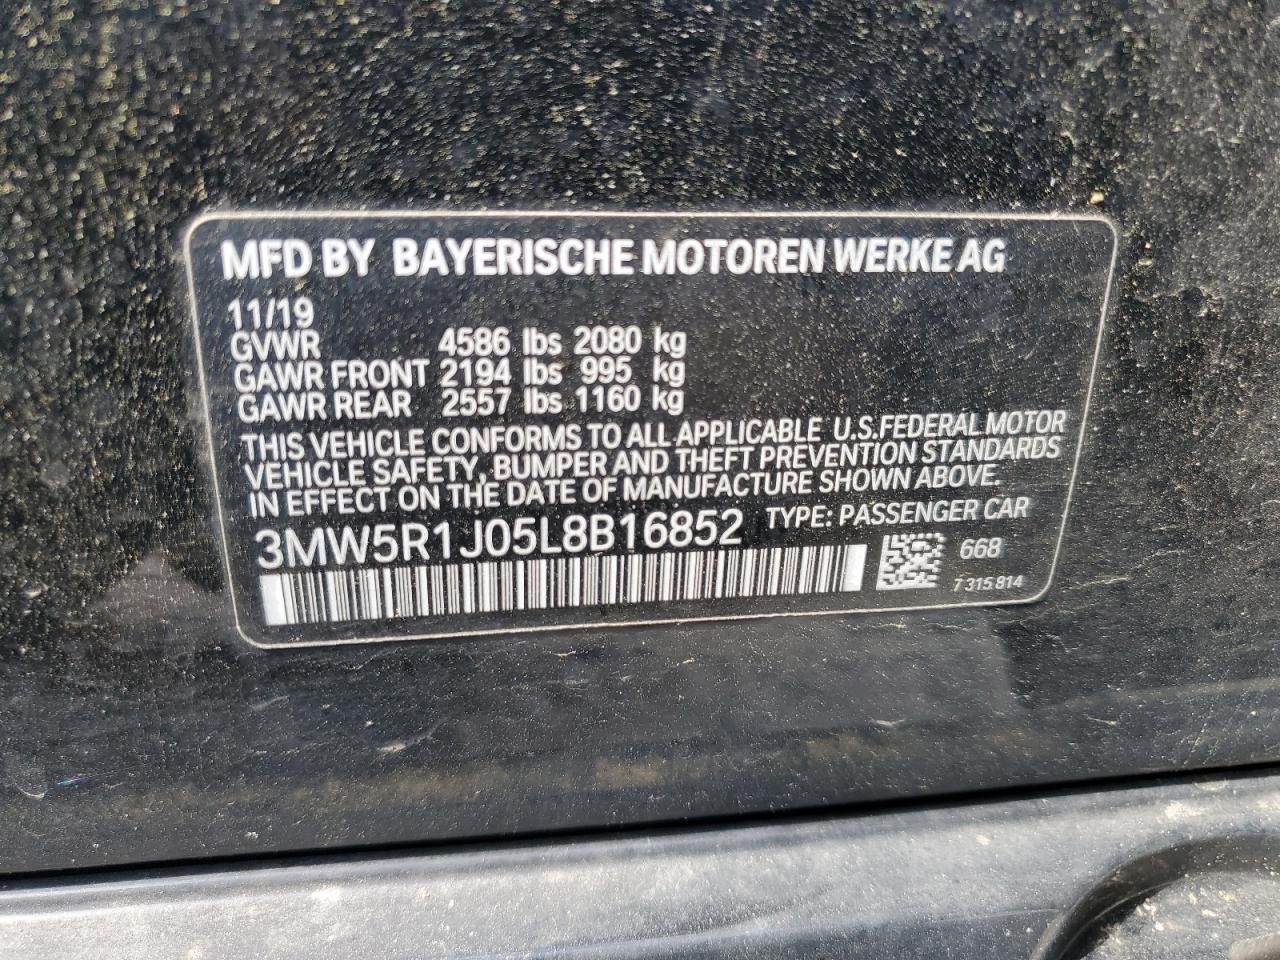 MFD BY BAYERISCHE MOTOREN WERKE AG
11/19
GVWR 4586 lbs 2080 kg
GAWR FRONT 2194 lbs 995 kg
GAWR REAR 2557 lbs 1160 kg
THIS VEHICLE CONFORMS TO ALL APPLICABLE U.S.FEDERAL MOTOR
VEHICLE SAFETY, BUMPER AND THEFT PREVENTION STANDARDS
IN EFFECT ON THE DATE OF MANUFACTURE SHOWN ABOVE.
3MW5R1J05L8B16852 TYPE: PASSENGER CAR
668
7 315.814